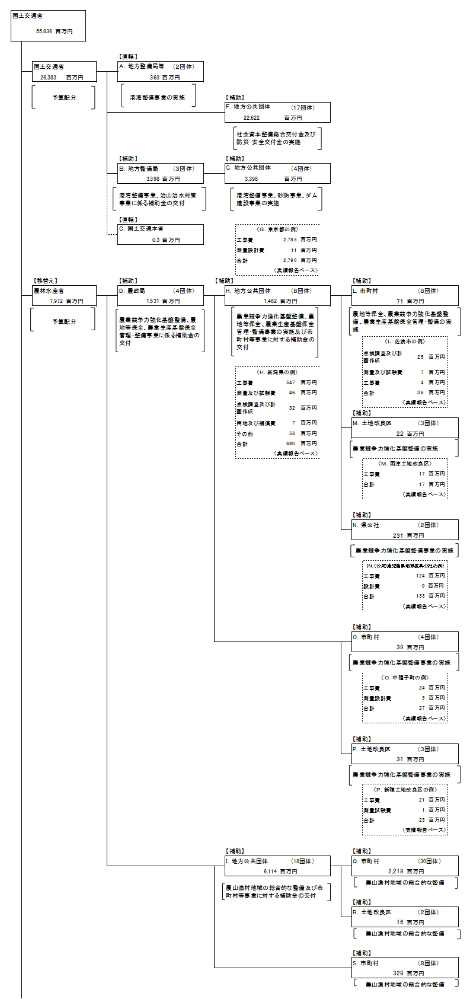 国土交通省
55,836 百万円
国土交通省
26,383 百万円
予算配分
【直轄】
A. 地方整備局等 (2団体)
363 百万円
港湾整備事業の実施
【補助】
F. 地方公共団体 (17団体)
22,622 百万円
社会資本整備総合交付金及び
防災・安全交付金の実施
【補助】
B. 地方整備局 (3団体)
3,398 百万円
港湾整備事業、治山治水対策
事業に係る補助金の交付
【補助】
G. 地方公共団体 (4団体)
3,398 百万円
港湾整備事業、砂防事業、ダム
建設事業の実施
【直轄】
C. 国土交通本省
0.3 百万円
〈G. 東京都の例〉
工事費 2,785 百万円
測量設計費 11 百万円
合計 2,796 百万円
〈実績報告ベース〉
【移替え】
農林水産省
7,972 百万円
予算配分
【補助】
D. 農政局 (4団体)
1,531 百万円
農業競争力強化基盤整備、農
地等保全、農業生産基盤保全
管理・整備事業に係る補助金の
交付
【補助】
H. 地方公共団体 (8団体)
1,462 百万円
農業競争力強化基盤整備、農
地等保全、農業生産基盤保全
管理・整備事業の実施及び市
町村等事業に対する補助金の
交付
〈H. 新潟県の例〉
工事費 547 百万円
測量及び試験費 46 百万円
点検調査及び計
画作成 32 百万円
用地及び補償費 7 百万円
その他 58 百万円
合計 690 百万円
〈実績報告ベース〉
【補助】
L. 市町村 (8団体)
71 百万円
農地等保全、農業競争力強化基盤整
備、農業生産基盤保全管理・整備の実
施
〈L. 佐渡市の例〉
点検調査及び計
画作成 25 百万円
測量及び試験費 7 百万円
工事費 4 百万円
合計 36 百万円
〈実績報告ベース〉
【補助】
M. 土地改良区 (3団体)
22 百万円
農業競争力強化基盤整備の実施
〈M. 両津土地改良区〉
工事費 17 百万円
合計 17 百万円
〈実績報告ベース〉
【補助】
N. 県公社 (2団体)
231 百万円
農業競争力強化基盤整備事業の実施
〈N. (公財)鹿児島県地域振興公社の例〉
工事費 124 百万円
設計費 9 百万円
合計 133 百万円
〈実績報告ベース〉
【補助】
O. 市町村 (4団体)
39 百万円
農業競争力強化基盤整備事業の実施
〈O. 中種子町の例〉
工事費 24 百万円
測量設計費 3 百万円
合計 27 百万円
〈実績報告ベース〉
【補助】
P. 土地改良区 (3団体)
31 百万円
農業競争力強化基盤整備事業の実施
〈P. 新穂土地改良区の例〉
工事費 21 百万円
測量試験費 1 百万円
合計 23 百万円
〈実績報告ベース〉
【補助】
I. 地方公共団体 (18団体)
6,114 百万円
農山漁村地域の総合的な整備及び市
町村等事業に対する補助金の交付
【補助】
Q. 市町村 (30団体)
2,218 百万円
農山漁村地域の総合的な整備
【補助】
R. 土地改良区 (2団体)
16 百万円
農山漁村地域の総合的な整備
【補助】
S. 市町村 (8団体)
328 百万円
農山漁村地域の総合的な整備